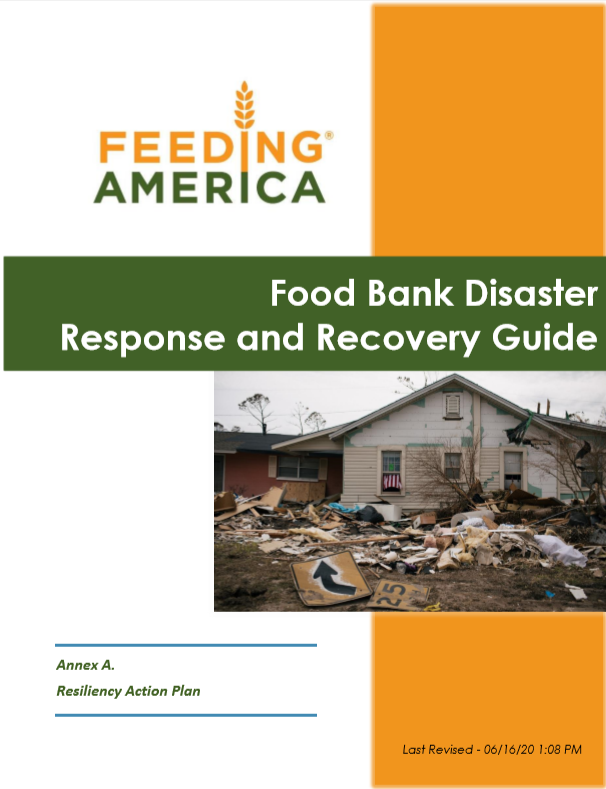 FEEDING®
AMERICA
Food Bank Disaster
Response and Recovery Guide
25
Annex A.
Resiliency Action Plan
Last Revised - 06/16/20 1:08 PM